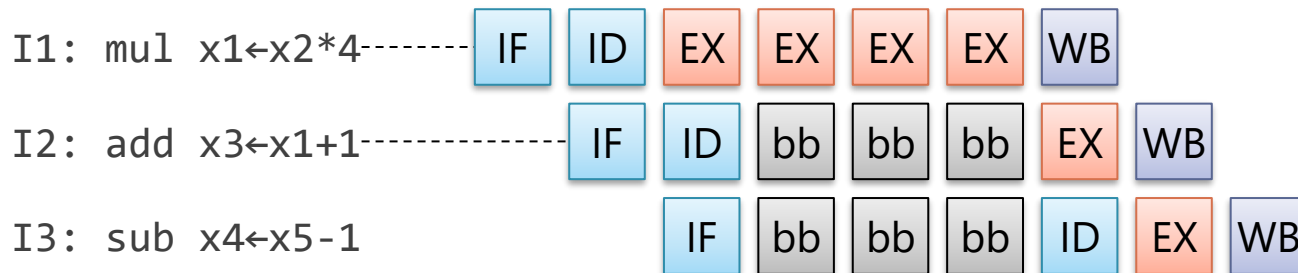 I1: mul x1←x2*4 IF ID EX EX EX EX WB
I2: add x3←x1+1 IF ID bb bb bb EX WB
I3: sub x4←x5-1 IF bb bb bb ID EX WB